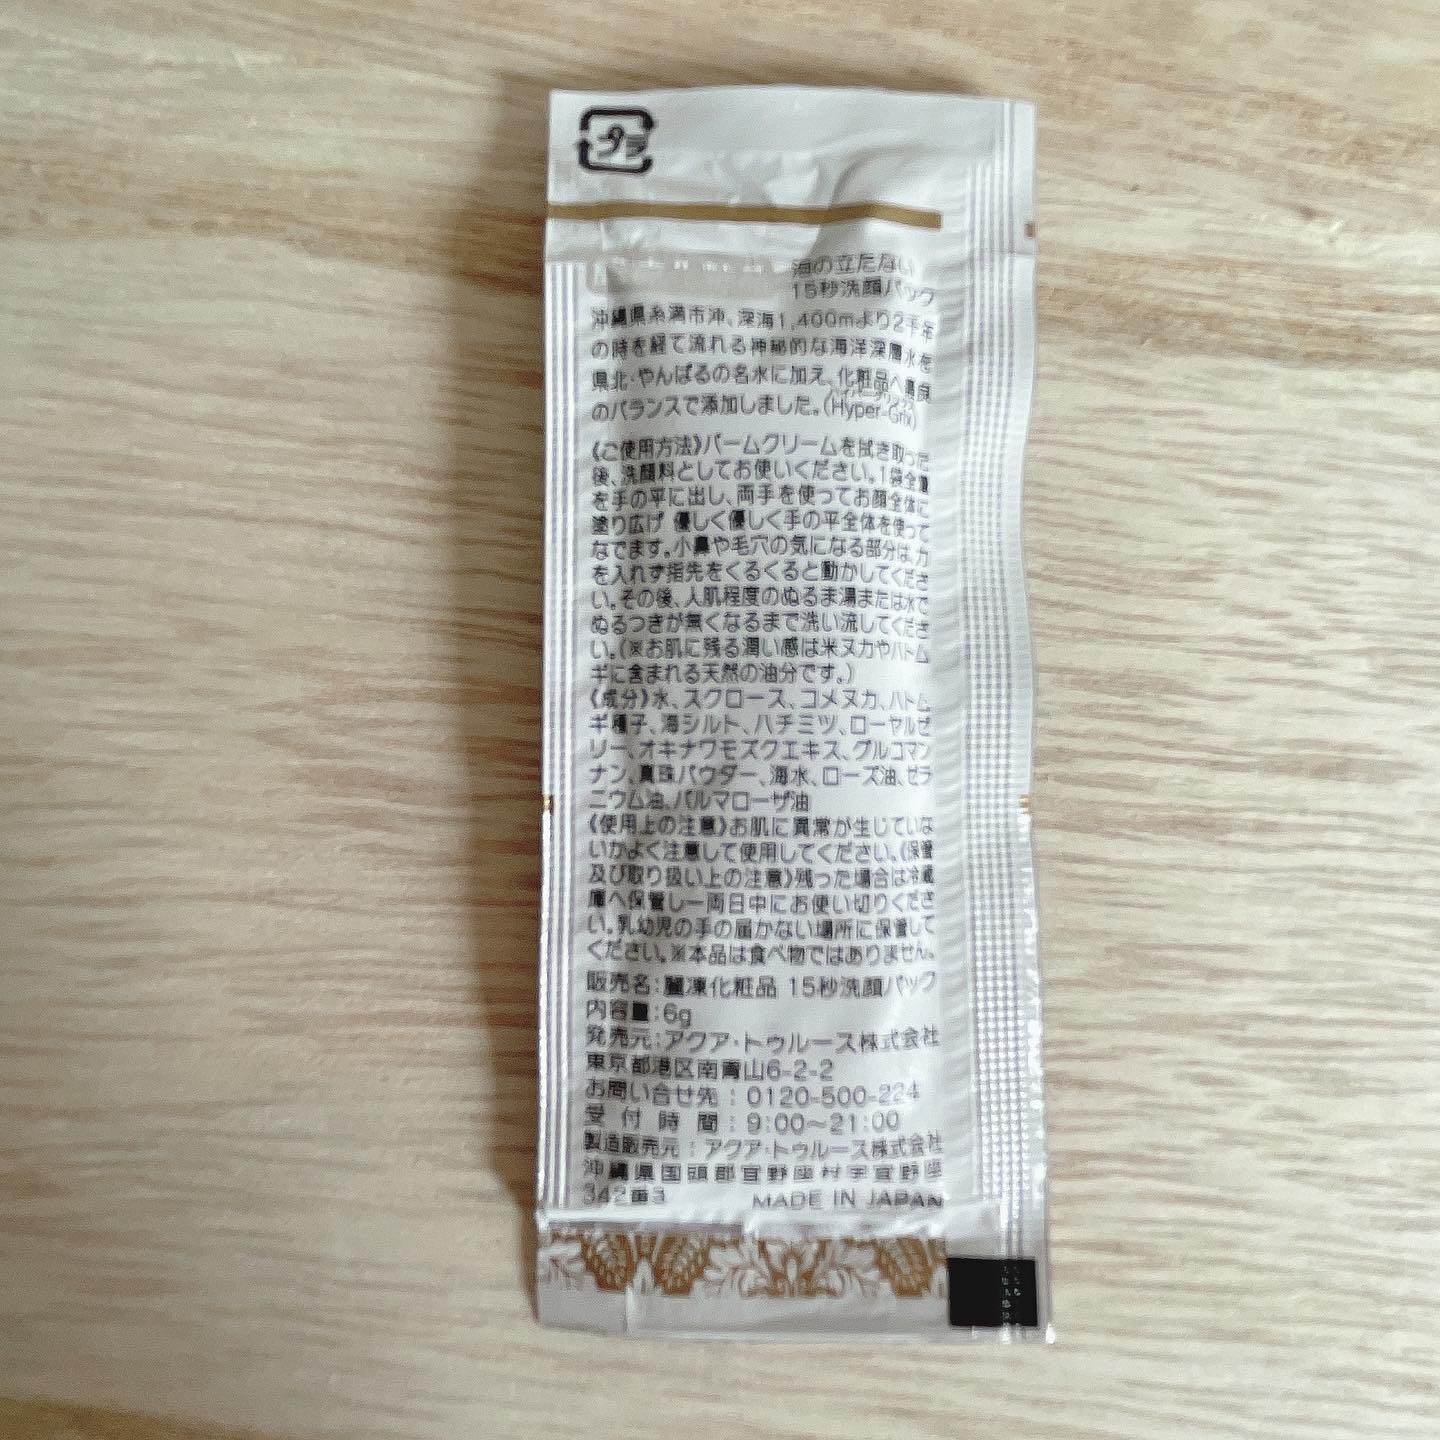 プラ
の立たない
15秒洗顔パック
沖縄県糸満市沖、深海1,400mより2千年
の時を経て流れる神秘的な海洋深層水を
県北・やんばるの名水に加え、化粧品へ最良
のバランスで添加しました。(Hyper-Grix)
《ご使用方法》バームクリームを拭き取った
後、洗顔料としてお使いください。1袋全量
を手の平に出し、両手を使ってお顔全体に
塗り広げ 優しく優しく手の平全体を使って
なでます。小鼻や毛穴の気になる部分は、力
を入れず指先をくるくると動かしてくださ
い。その後、人肌程度のぬるま湯または水で
ぬるつきが無くなるまで洗い流してくださ
い。(※お肌に残る潤い感は米ヌカやハトム
ギに含まれる天然の油分です。)
《成分》水、スクロース、コメヌカ、ハトム
ギ種子、海シルト、ハチミツ、ローヤルゼ
リー、オキナワモズクエキス、グルコマン
ナン、真珠パウダー、海水、ローズ油、ゼラ
ニウム油、パルマローザ油
《使用上の注意》お肌に異常が生じていな
いかよく注意して使用してください。《保管
及び取り扱い上の注意》残った場合は冷蔵
庫へ保管し一両日中にお使い切りくださ
い。乳幼児の手の届かない場所に保管して
ください。※本品は食べ物ではありません。
販売名:麗凍化粧品 15秒洗顔パック
内容量:6g
発売元:アクア・トゥルース株式会社
東京都港区南青山6-2-2
お問い合せ先:0120-500-224
受付時間:9:00~21:00
製造販売元:アクア・トゥルース株式会社
沖縄県国頭郡宜野座村字宜野座
342番3 MADE IN JAPAN